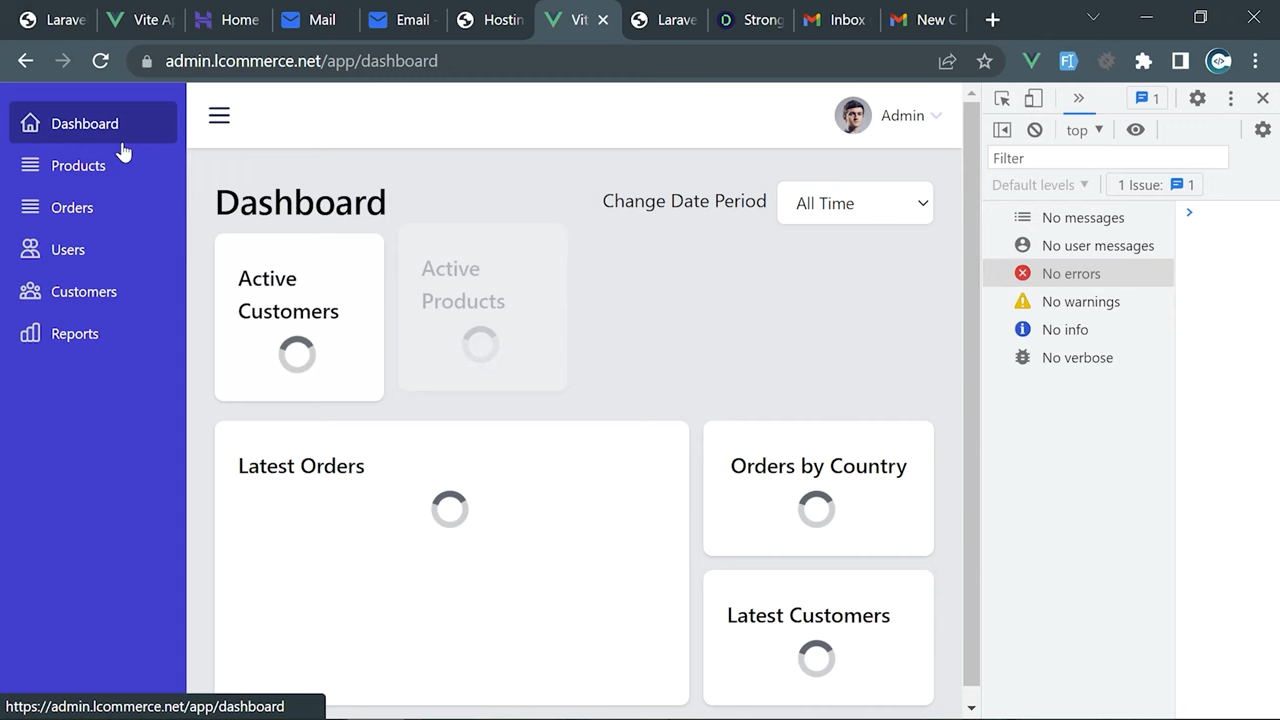 Larave
Vite A
Home
Mail
Email
Hostin
Vit
Larave
Strong
Inbox
New C
admin.lcommerce.net/app/dashboard
Dashboard
Products
Orders
Users
Customers
Reports
Admin
Dashboard
Change Date Period
All Time
Active
Customers
Active
Products
Latest Orders
Orders by Country
Latest Customers
1
top
Filter
Default levels
1 Issue: 1
No messages
No user messages
No errors
No warnings
No info
No verbose
https://admin.lcommerce.net/app/dashboard